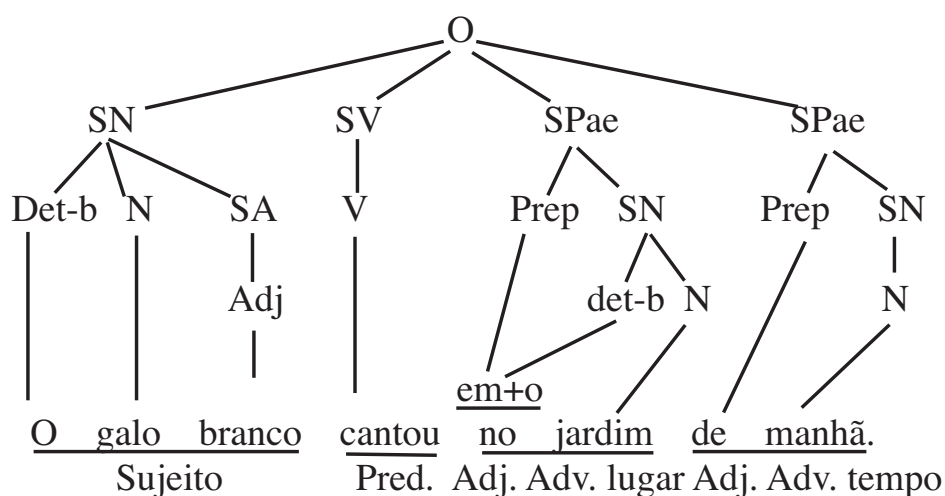 O
SN SV SPae SPae
Det-b N SA V Prep SN Prep SN
Adj det-b N N
em+o
O galo branco cantou no jardim de manhã.
Sujeito Pred. Adj. Adv. lugar Adj. Adv. tempo